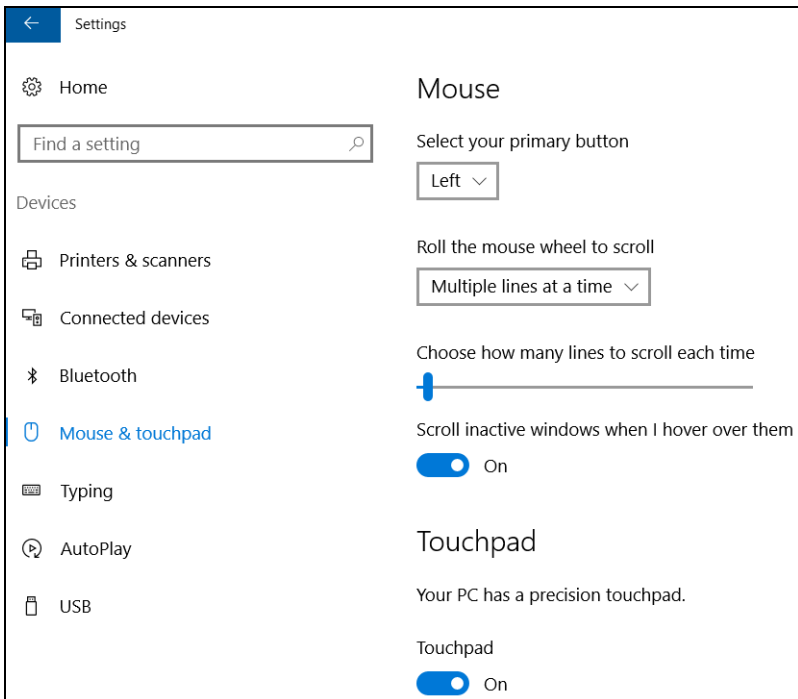 Settings
Home
Find a setting
Devices
Printers & scanners
Connected devices
Bluetooth
Mouse & touchpad
Typing
AutoPlay
USB
Mouse
Select your primary button
Left
Roll the mouse wheel to scroll
Multiple lines at a time
Choose how many lines to scroll each time
Scroll inactive windows when I hover over them
On
Touchpad
Your PC has a precision touchpad.
Touchpad
On